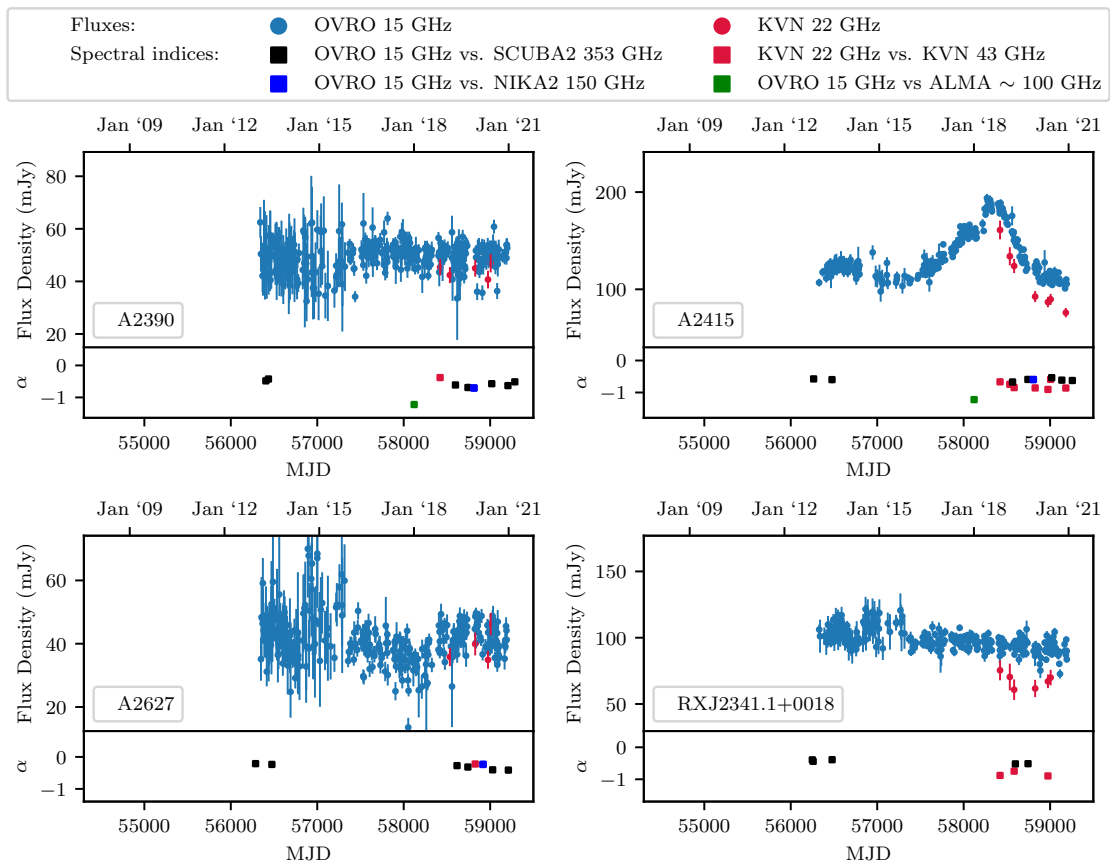 Fluxes: OVRO 15 GHz KVN 22 GHz
Spectral indices: OVRO 15 GHz vs. SCUBA2 353 GHz KVN 22 GHz vs. KVN 43 GHz
OVRO 15 GHz vs. NIKA2 150 GHz OVRO 15 GHz vs ALMA ∼ 100 GHz
Jan ‘09 Jan ‘12 Jan ‘15 Jan ‘18 Jan ‘21
80
60
40
20
Flux Density (mJy)
A2390
0
−1
α
55000 56000 57000 58000 59000
MJD
Jan ‘09 Jan ‘12 Jan ‘15 Jan ‘18 Jan ‘21
200
100
Flux Density (mJy)
A2415
0
−1
α
55000 56000 57000 58000 59000
MJD
Jan ‘09 Jan ‘12 Jan ‘15 Jan ‘18 Jan ‘21
60
40
20
Flux Density (mJy)
A2627
0
−1
α
55000 56000 57000 58000 59000
MJD
Jan ‘09 Jan ‘12 Jan ‘15 Jan ‘18 Jan ‘21
150
100
50
Flux Density (mJy)
RXJ2341.1+0018
0
−1
α
55000 56000 57000 58000 59000
MJD